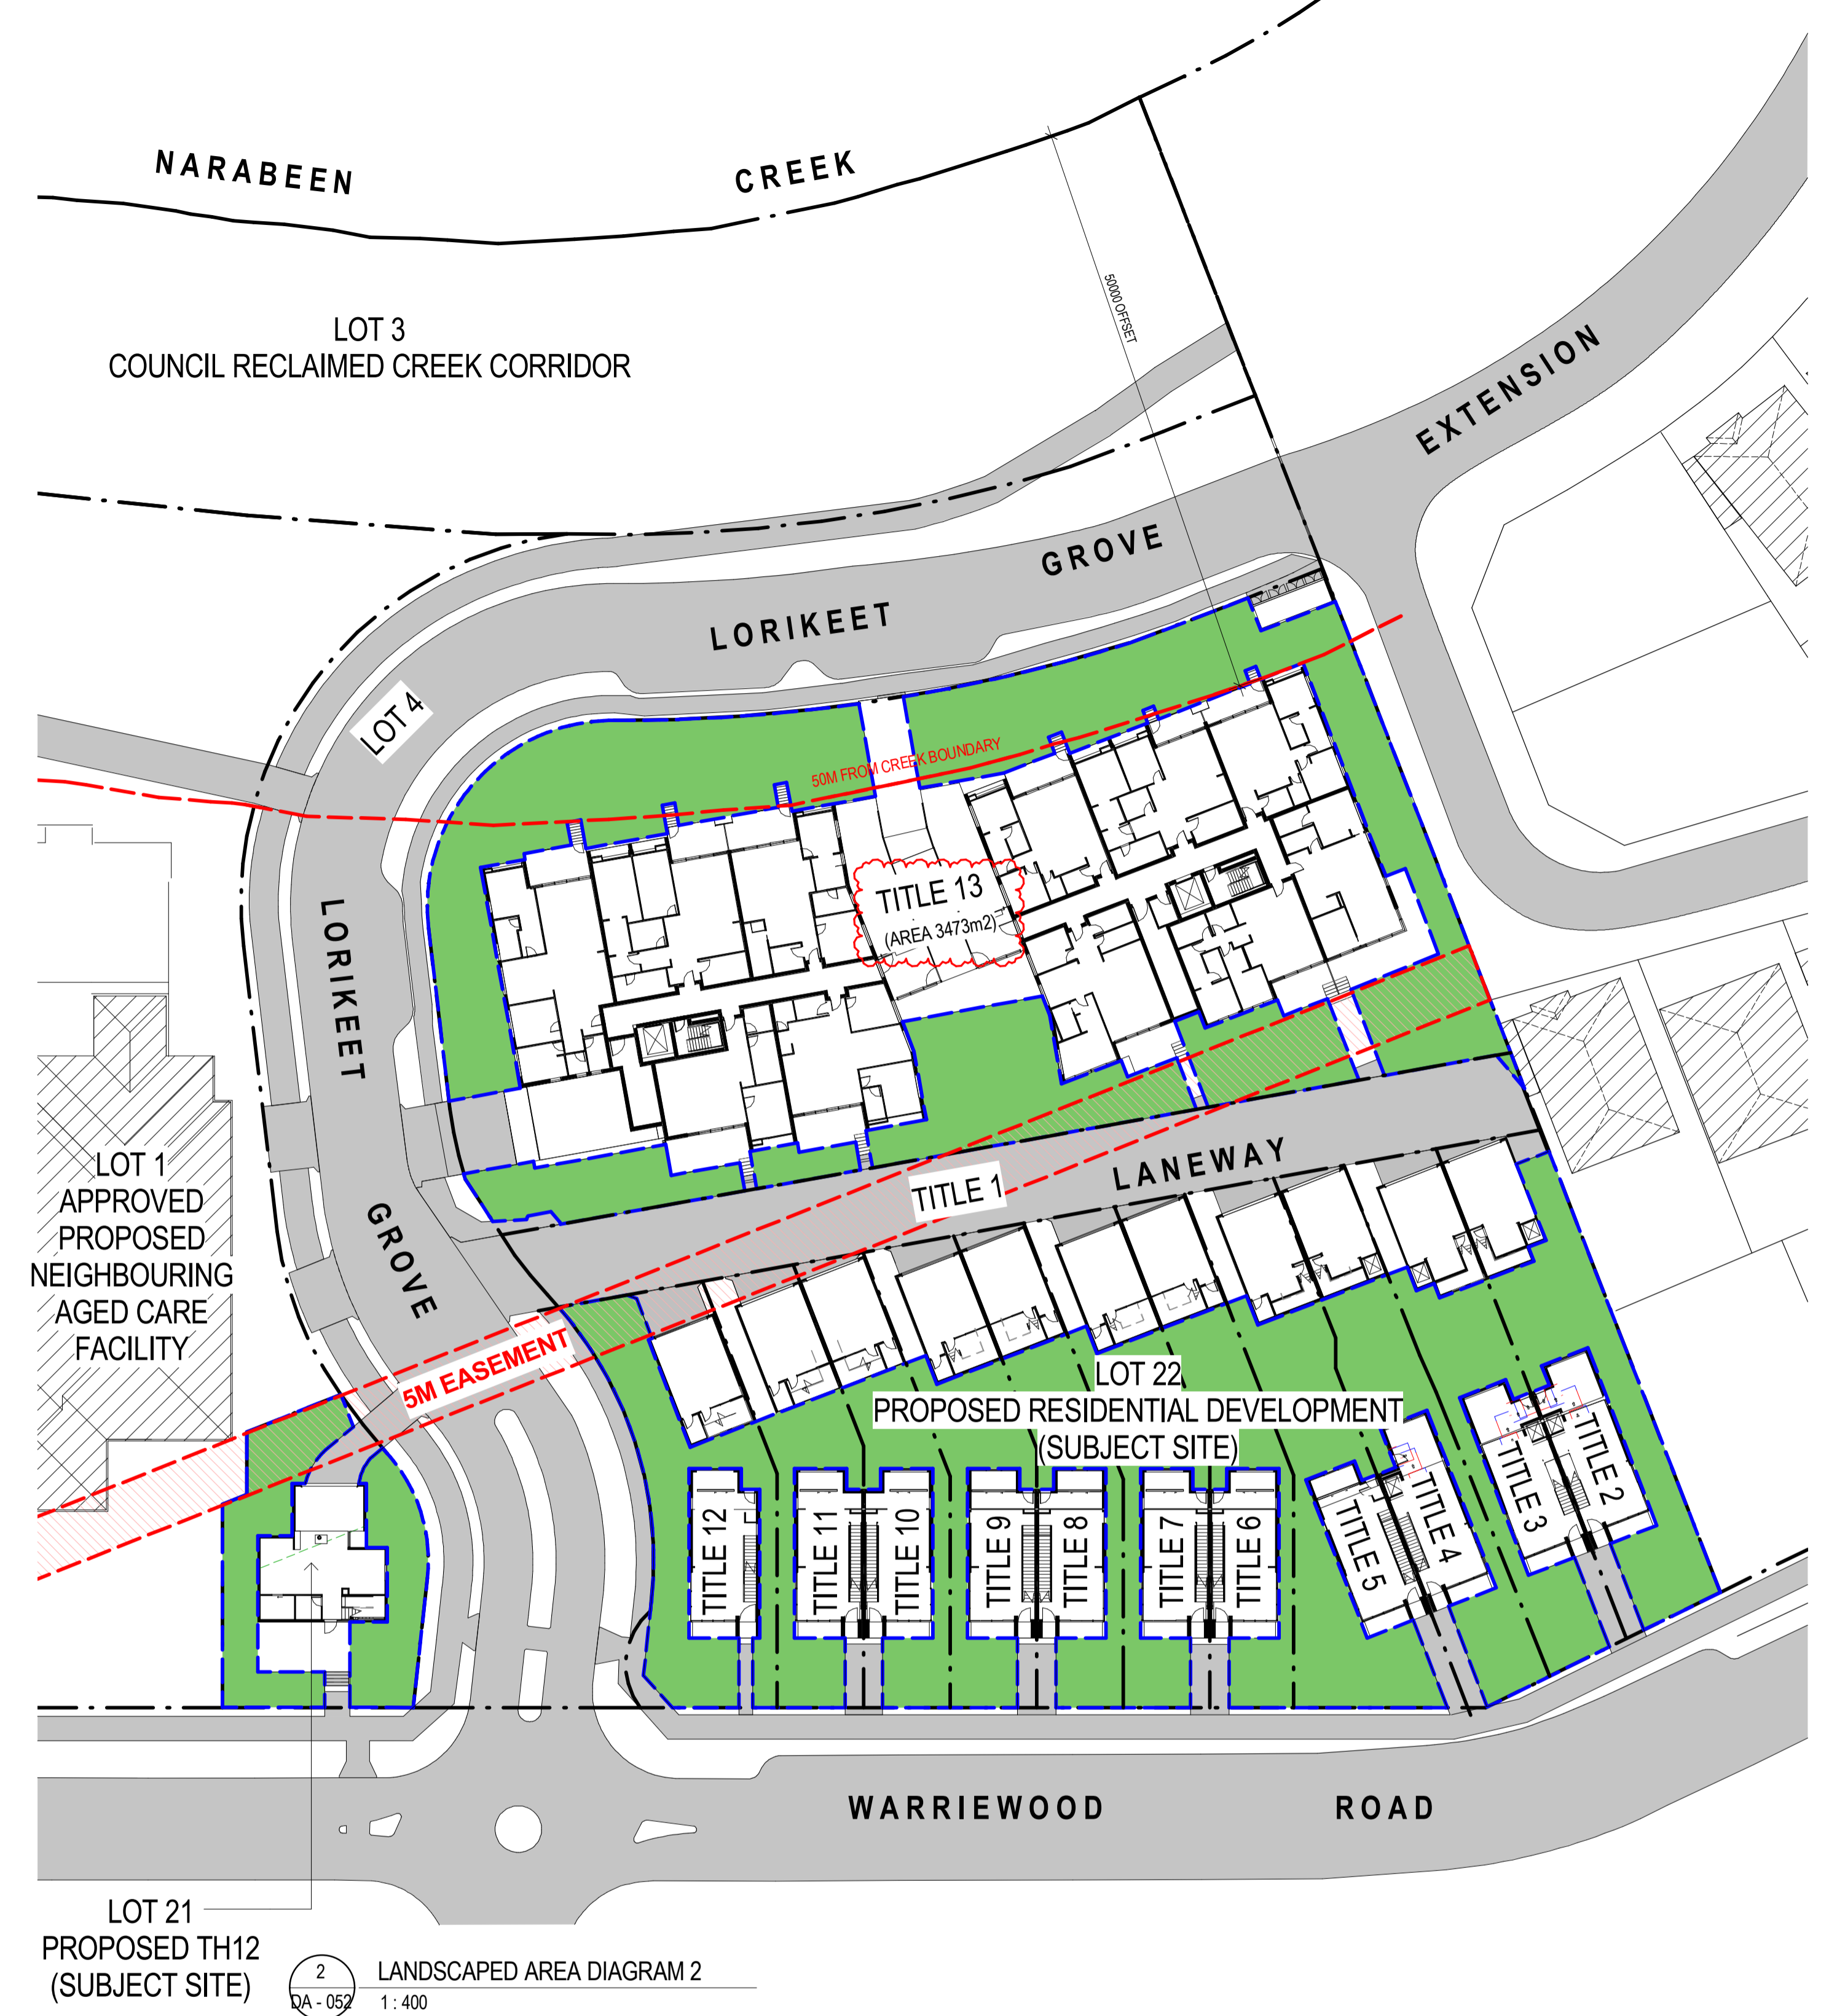 NARABEEN
CREEK
LOT 3
COUNCIL RECLAIMED CREEK CORRIDOR
50000 OFFSET
EXTENSION
GROVE
LORIKEET
LOT 4
50M FROM CREEK BOUNDARY
TITLE 13
(AREA 3473m2)
LORIKEET
GROVE
LOT 1
APPROVED
PROPOSED
NEIGHBOURING
AGED CARE
FACILITY
LANEWAY
TITLE 1
5M EASEMENT
LOT 22
PROPOSED RESIDENTIAL DEVELOPMENT
(SUBJECT SITE)
TITLE 12
TITLE 11
TITLE 10
TITLE 9
TITLE 8
TITLE 7
TITLE 6
TITLE 5
TITLE 4
TITLE 3
TITLE 2
WARRIEWOOD
ROAD
LOT 21
PROPOSED TH12
(SUBJECT SITE)
2
DA - 052
LANDSCAPED AREA DIAGRAM 2
1 : 400